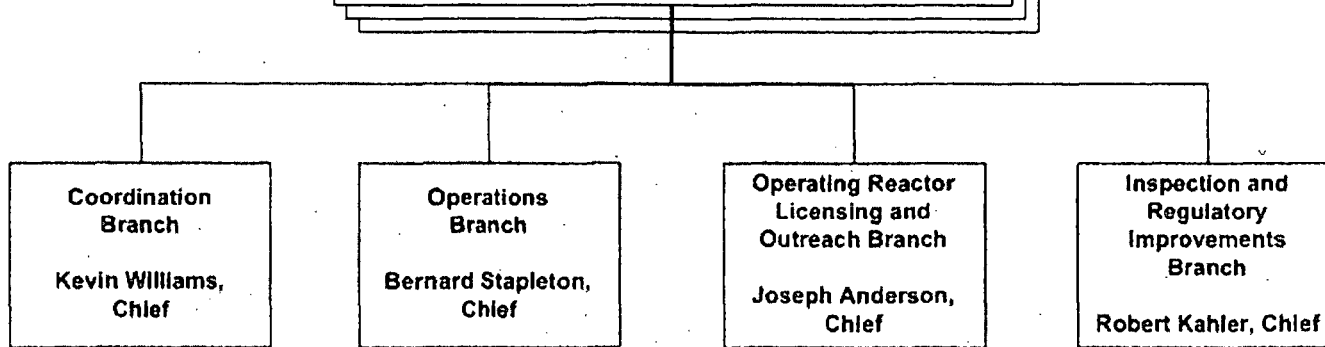 Coordination
Branch
Kevin Williams,
Chief
Operations
Branch
Bernard Stapleton,
Chief
Operating Reactor
Licensing and
Outreach Branch
Joseph Anderson,
Chief
Inspection and
Regulatory
Improvements
Branch
Robert Kahler, Chief